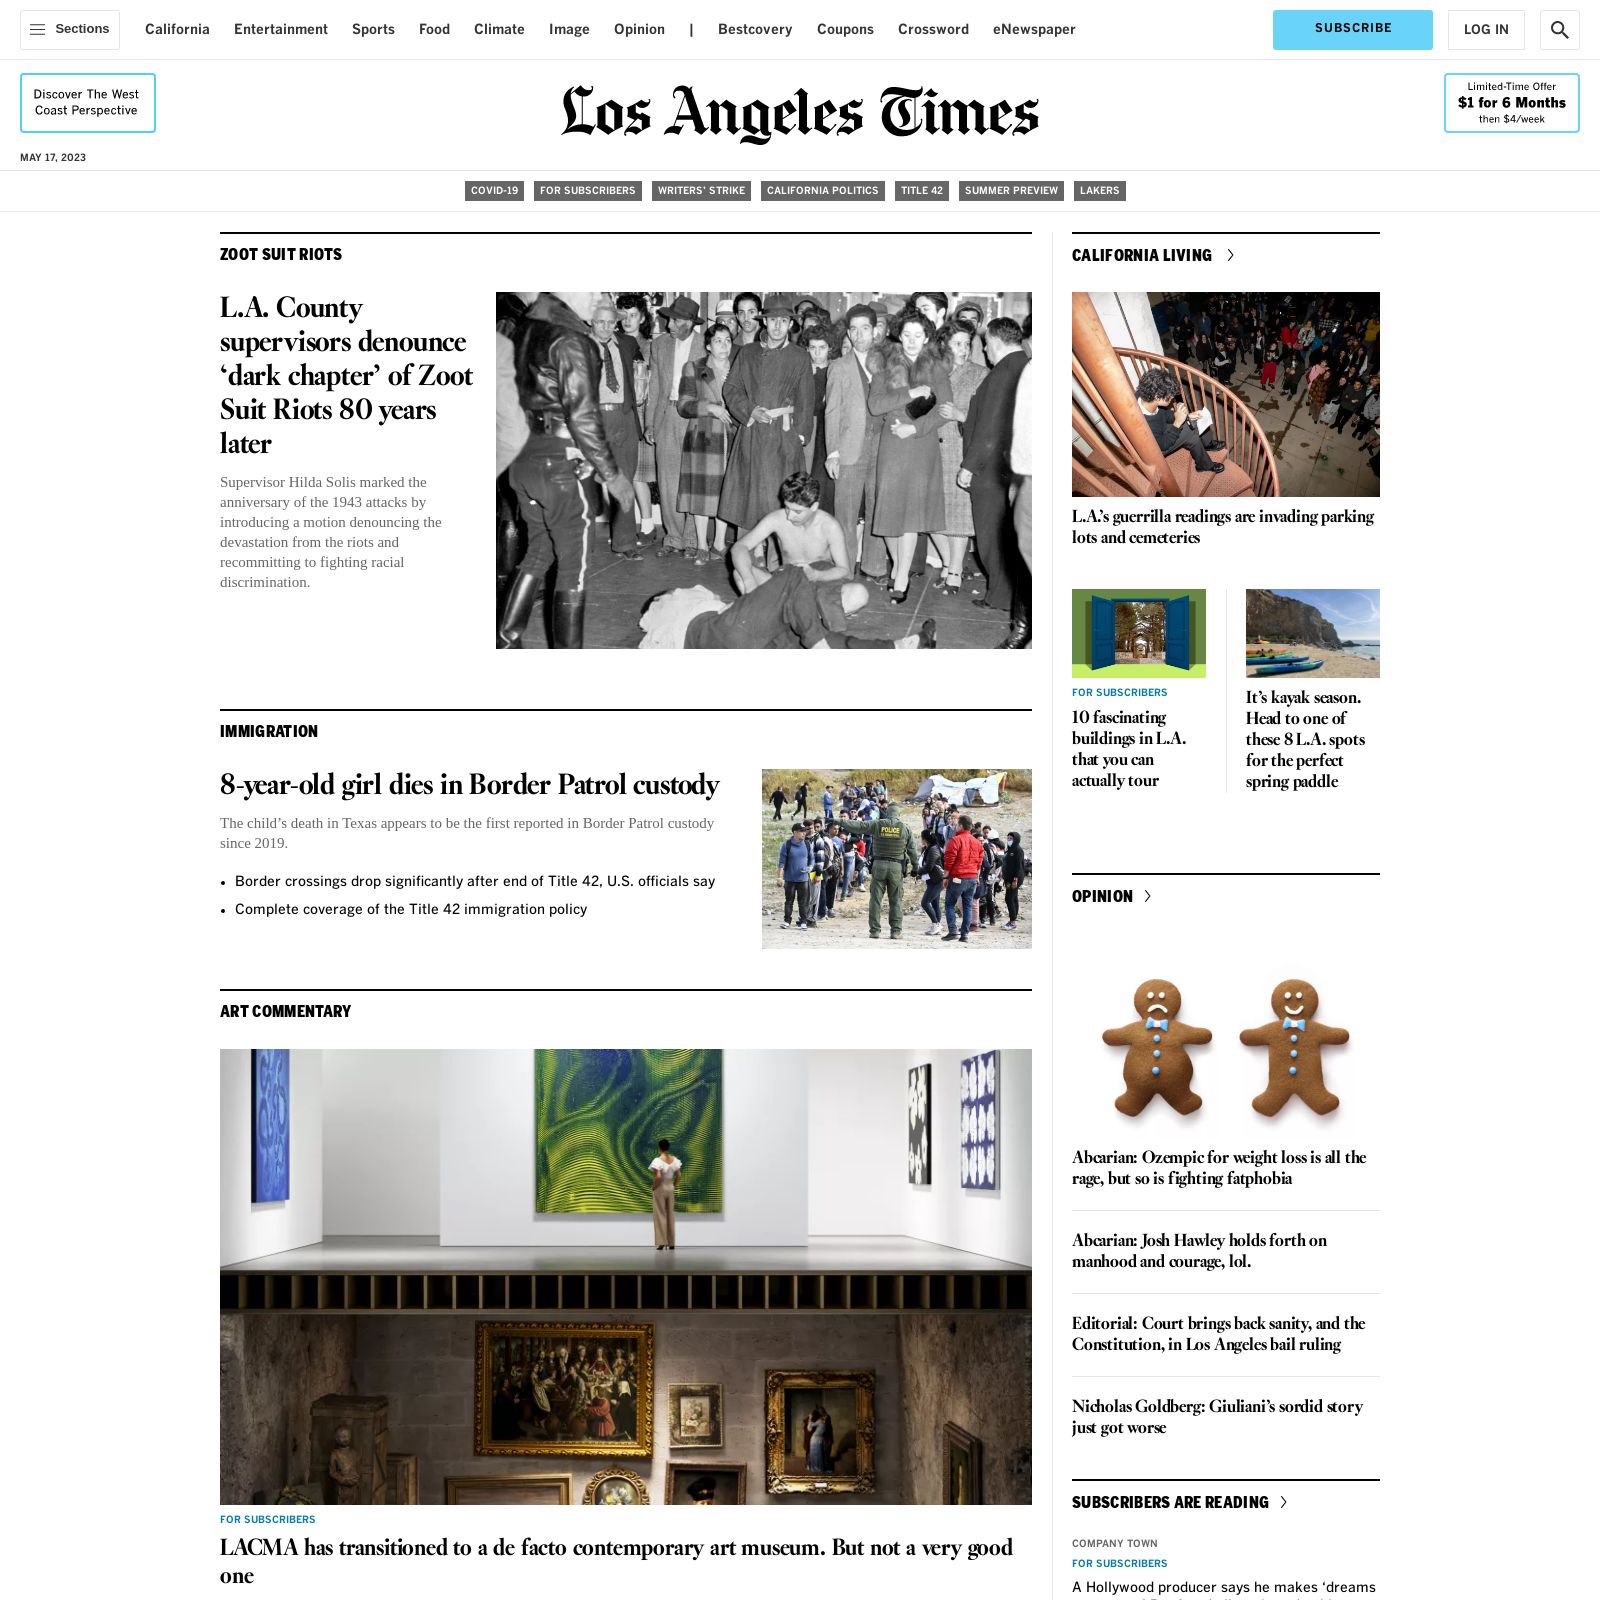 Sections
California
Entertainment
Sports
Food
Climate
Image
Opinion
|
Bestcovery
Coupons
Crossword
eNewspaper
SUBSCRIBE
LOG IN
Discover The West
Coast Perspective
Los Angeles Times
Limited-Time Offer
$1 for 6 Months
then $4/week
MAY 17, 2023
COVID-19
FOR SUBSCRIBERS
WRITERS' STRIKE
CALIFORNIA POLITICS
TITLE 42
SUMMER PREVIEW
LAKERS
ZOOT SUIT RIOTS
L.A. County
supervisors denounce
‘dark chapter’ of Zoot
Suit Riots 80 years
later
Supervisor Hilda Solis marked the
anniversary of the 1943 attacks by
introducing a motion denouncing the
devastation from the riots and
recommitting to fighting racial
discrimination.
IMMIGRATION
8-year-old girl dies in Border Patrol custody
The child’s death in Texas appears to be the first reported in Border Patrol custody
since 2019.
• Border crossings drop significantly after end of Title 42, U.S. officials say
• Complete coverage of the Title 42 immigration policy
POLICE
ART COMMENTARY
FOR SUBSCRIBERS
LACMA has transitioned to a de facto contemporary art museum. But not a very good
one
CALIFORNIA LIVING
L.A.’s guerrilla readings are invading parking
lots and cemeteries
FOR SUBSCRIBERS
10 fascinating
buildings in L.A.
that you can
actually tour
It’s kayak season.
Head to one of
these 8 L.A. spots
for the perfect
spring paddle
OPINION
Abcarian: Ozempic for weight loss is all the
rage, but so is fighting fatphobia
Abcarian: Josh Hawley holds forth on
manhood and courage, lol.
Editorial: Court brings back sanity, and the
Constitution, in Los Angeles bail ruling
Nicholas Goldberg: Giuliani’s sordid story
just got worse
SUBSCRIBERS ARE READING
COMPANY TOWN
FOR SUBSCRIBERS
A Hollywood producer says he makes ‘dreams